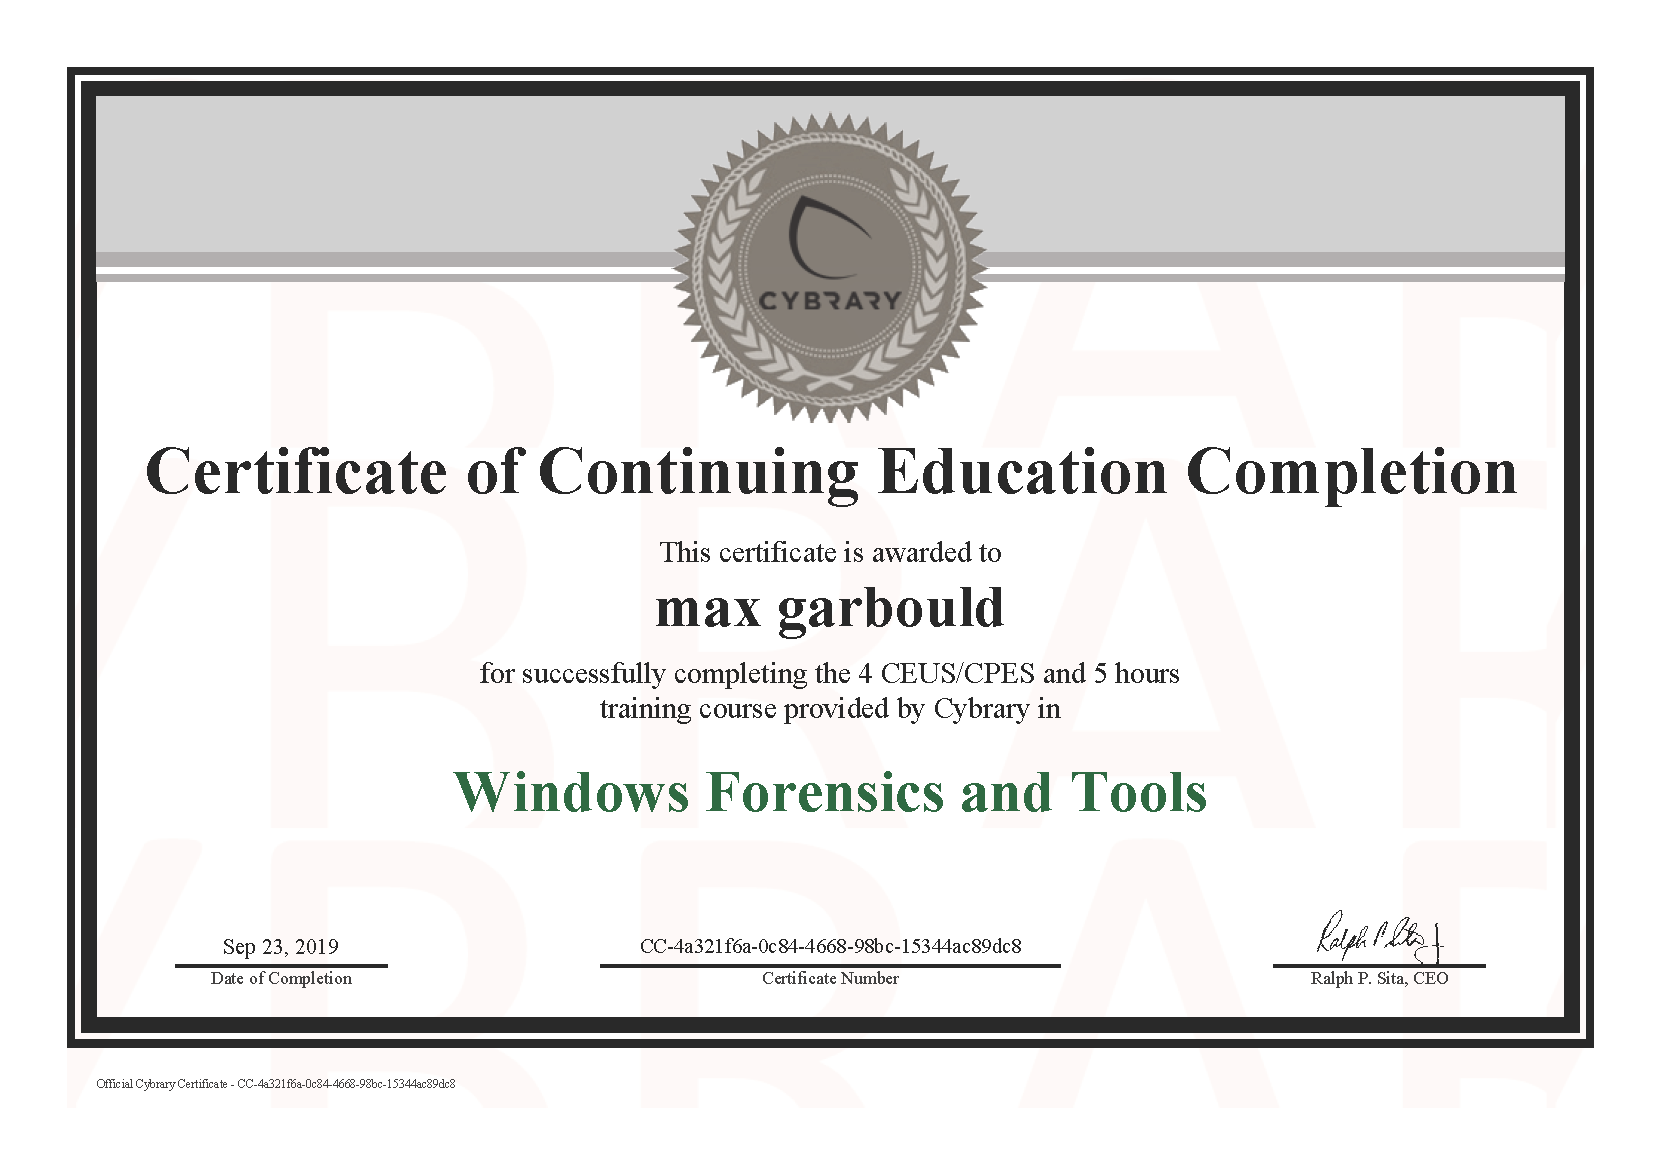 CYBRARY
Certificate of Continuing Education Completion
This certificate is awarded to
max garbould
for successfully completing the 4 CEUS/CPES and 5 hours
training course provided by Cybrary in
Windows Forensics and Tools
Sep 23, 2019
Date of Completion
CC-4a321f6a-0c84-4668-98bc-15344ac89dc8
Certificate Number
Ralph P. Sita, CEO
Official Cybrary Certificate - CC-4a321f6a-0c84-4668-98bc-15344ac89dc8